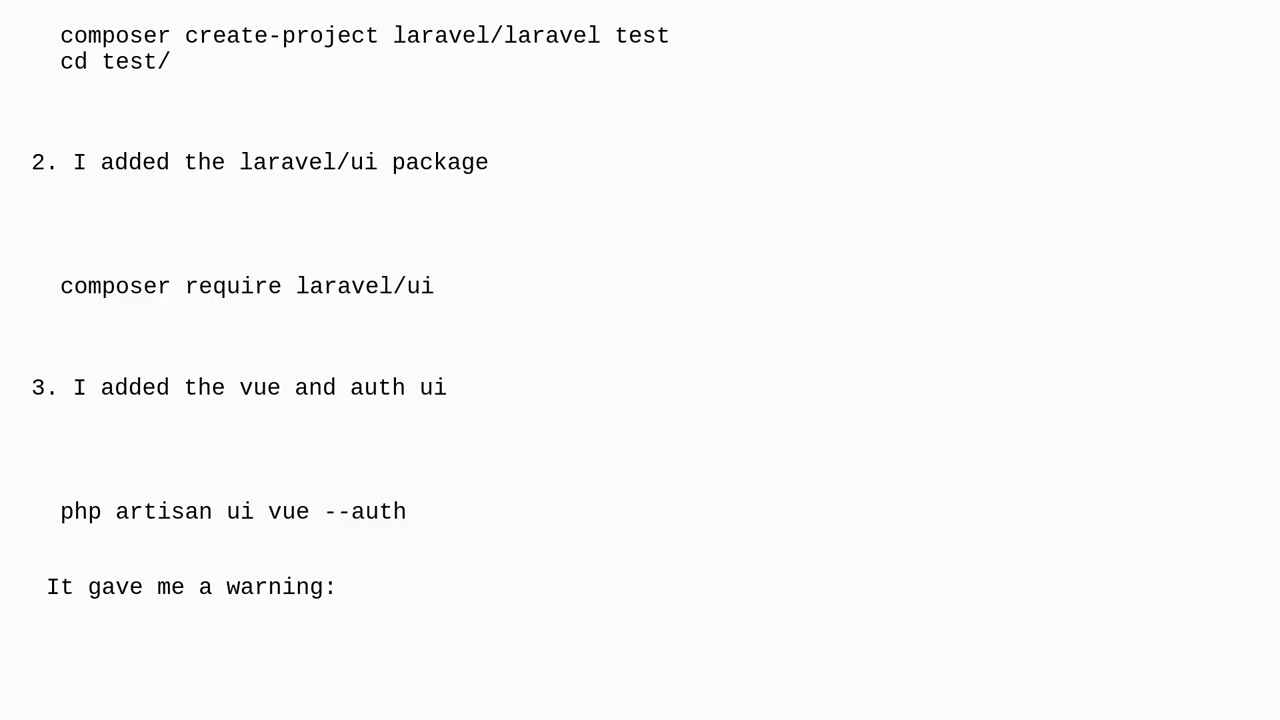 composer create-project laravel/laravel test
cd test/
2. I added the laravel/ui package
composer require laravel/ui
3. I added the vue and auth ui
php artisan ui vue --auth
It gave me a warning: